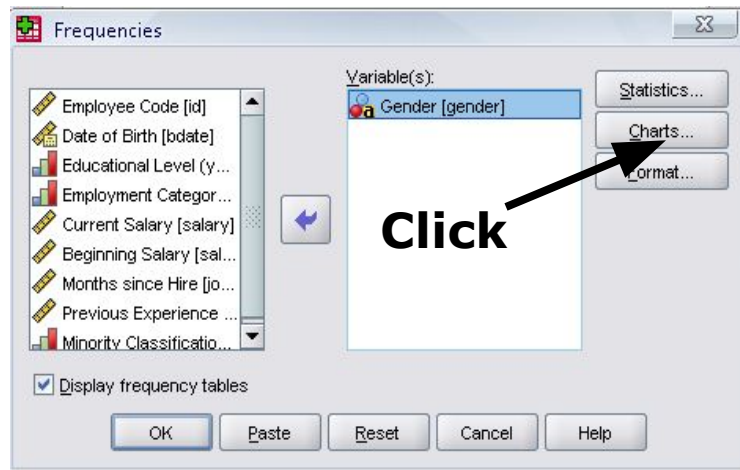 Frequencies
Employee Code [id]
Date of Birth [bdate]
Educational Level (y...
Employment Categor...
Current Salary [salary]
Beginning Salary [sal...
Months since Hire [jo...
Previous Experience ...
Minority Classificatio...
Variable(s):
a Gender [gender]
Statistics...
Charts...
Format...
Click
Display frequency tables
OK Paste Reset Cancel Help